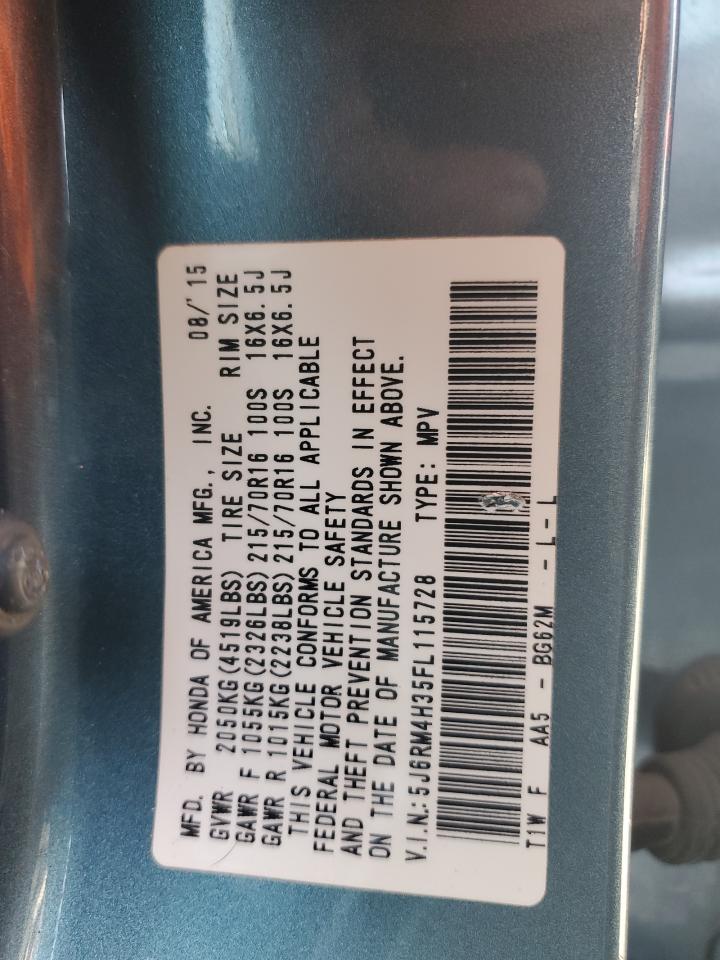 MFD. BY HONDA OF AMERICA MFG., INC. 08/'15
GVWR 2050KG(4519LBS) TIRE SIZE RIM SIZE
GAWR F 1055KG(2326LBS) 215/70R16 100S 16X6.5J
GAWR R 1015KG(2238LBS) 215/70R16 100S 16X6.5J
THIS VEHICLE CONFORMS TO ALL APPLICABLE
FEDERAL MOTOR VEHICLE SAFETY
AND THEFT PREVENTION STANDARDS IN EFFECT
ON THE DATE OF MANUFACTURE SHOWN ABOVE.
V.I.N.:5J6RM4H35FL115728 TYPE: MPV
T1W F AA5 - BG62M - L - L